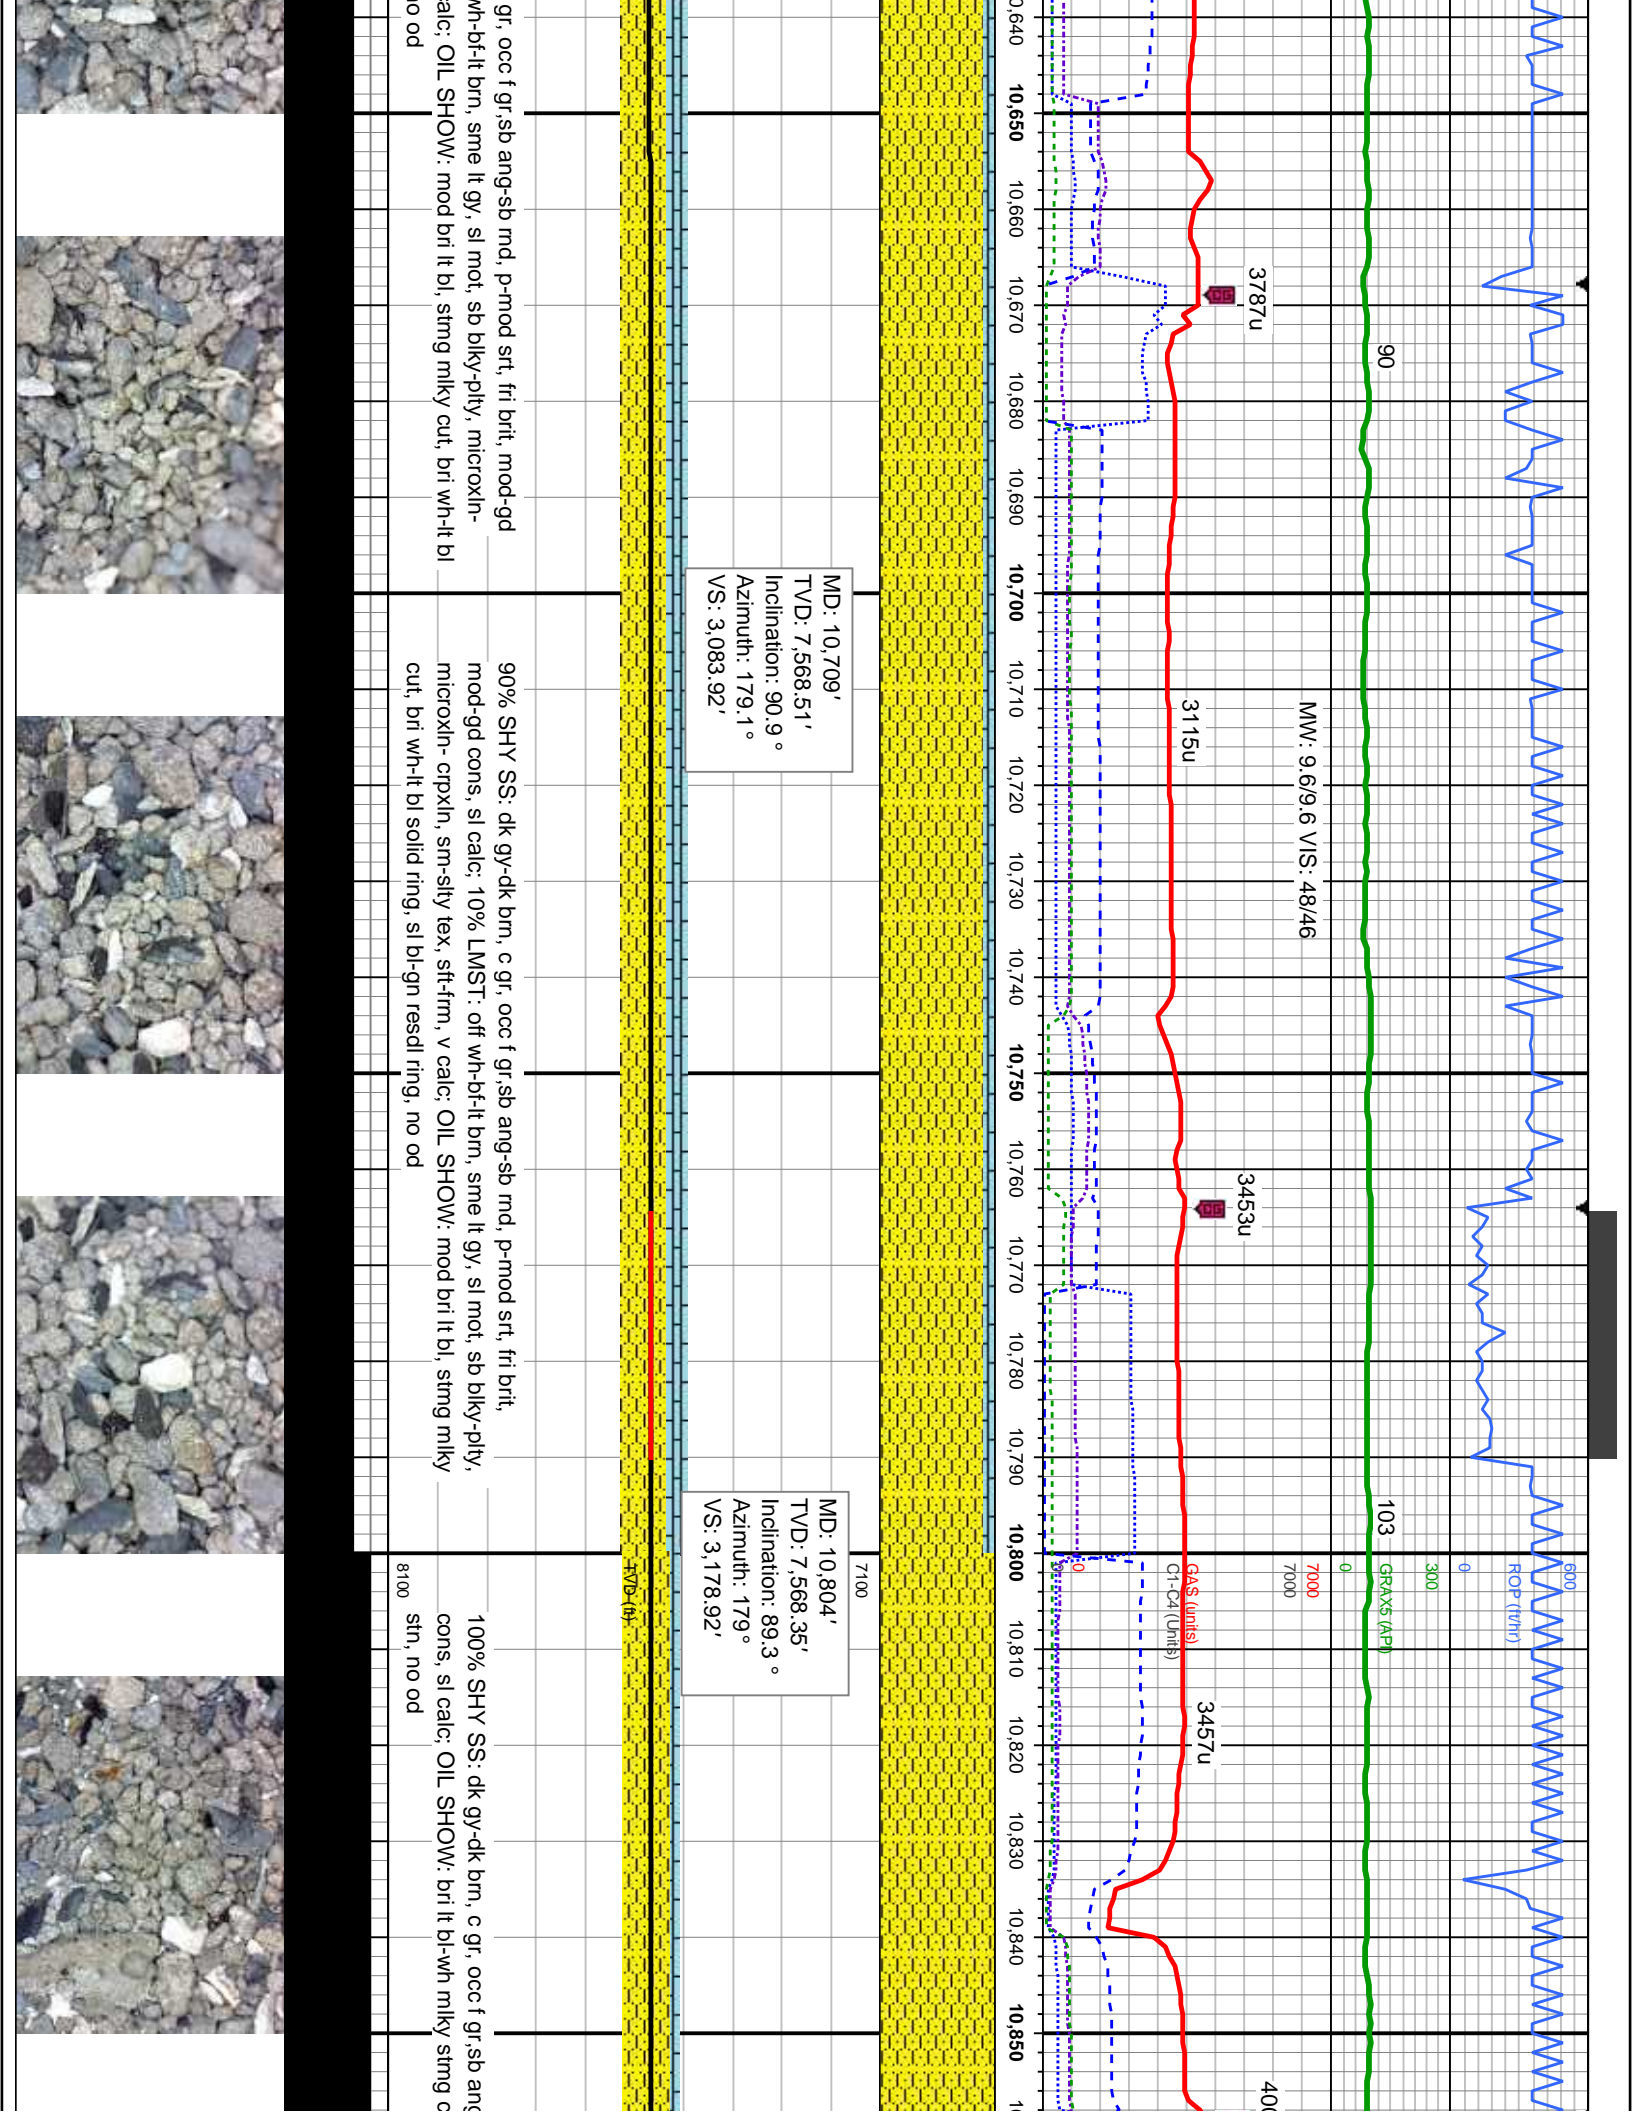 600
ROP (ft/hr)
0
300
GRAX5 (API)
0
7000
7000
GAS (units)
C1-C4 (Units)
0
90
103
MW: 9.6/9.6 VIS: 48/46
3787u
CG
3115u
3453u
CG
3457u
400
0,640
10,650
10,660
10,670
10,680
10,690
10,700
10,710
10,720
10,730
10,740
10,750
10,760
10,770
10,780
10,790
10,800
10,810
10,820
10,830
10,840
10,850
7100
TVD (ft)
8100
MD: 10,709'
TVD: 7,568.51'
Inclination: 90.9 °
Azimuth: 179.1 °
VS: 3,083.92'
MD: 10,804'
TVD: 7,568.35'
Inclination: 89.3 °
Azimuth: 179 °
VS: 3,178.92'
gr, occ f gr,sb ang-sb rnd, p-mod srt, fri brit, mod-gd
wh-bf-lt brn, sme lt gy, sl mot, sb blky-plty, microxln-
calc; OIL SHOW: mod bri lt bl, stmg mlky cut, bri wh-lt bl
no od
90% SHY SS: dk gy-dk brn, c gr, occ f gr,sb ang-sb rnd, p-mod srt, fri brit,
mod-gd cons, sl calc; 10% LMST: off wh-bf-lt brn, sme lt gy, sl mot, sb blky-plty,
microxln- crpxln, sm-slty tex, sft-frm, v calc; OIL SHOW: mod bri lt bl, stmg mlky
cut, bri wh-lt bl solid ring, sl bl-gn resdl ring, no od
100% SHY SS: dk gy-dk brn, c gr, occ f gr,sb ang
cons, sl calc; OIL SHOW: bri lt bl-wh mlky stmg c
stn, no od